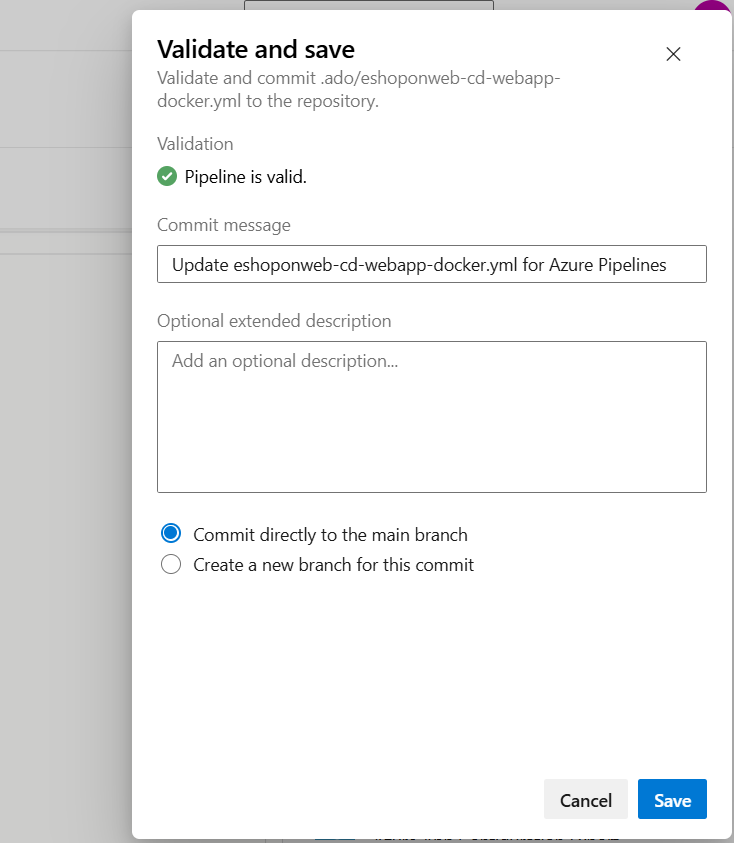 Validate and save
Validate and commit .ado/eshoponweb-cd-webapp-
docker.yml to the repository.
Validation
Pipeline is valid.
Commit message
Update eshoponweb-cd-webapp-docker.yml for Azure Pipelines
Optional extended description
Add an optional description...
Commit directly to the main branch
Create a new branch for this commit
Cancel
Save